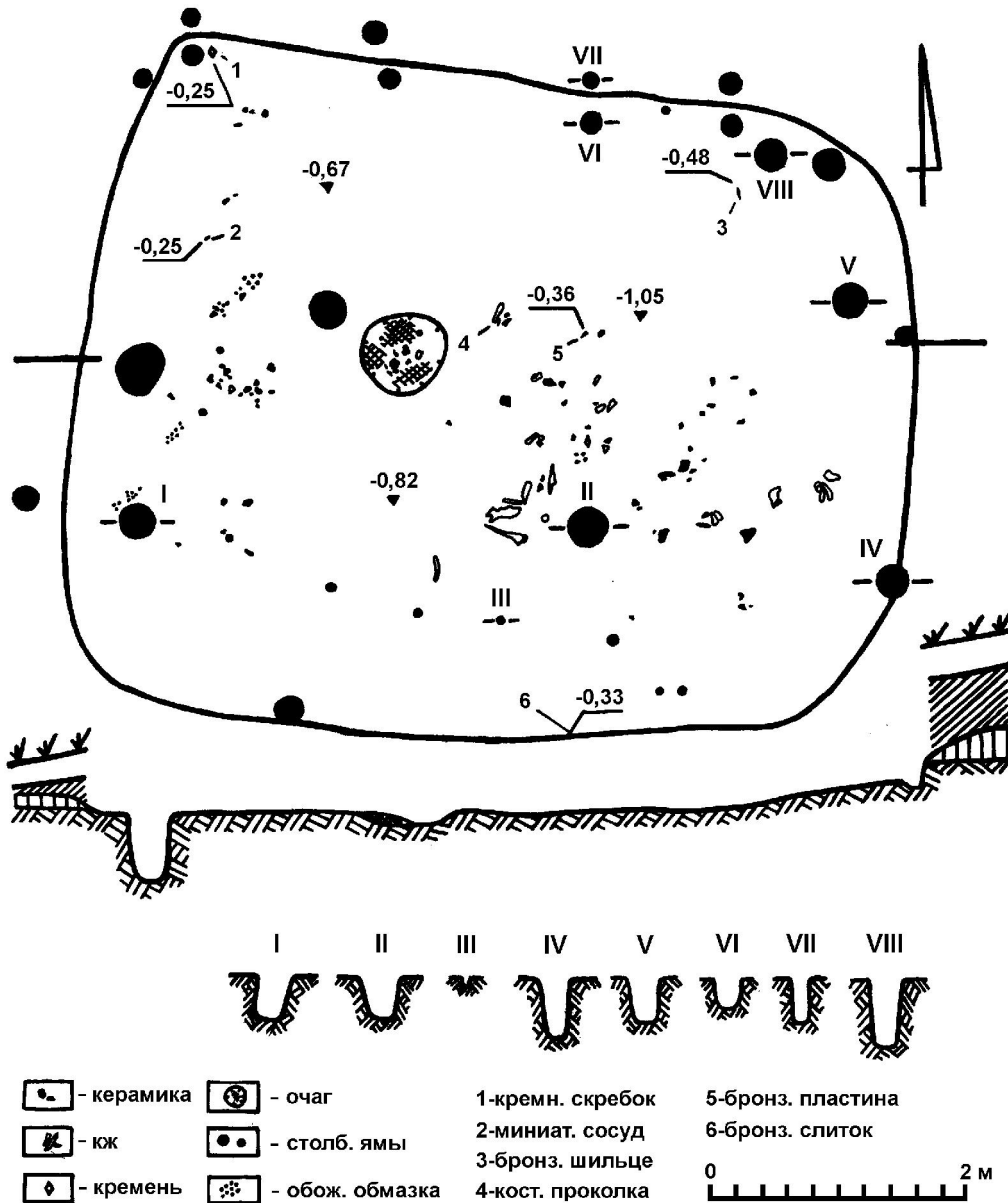 VII
1
-0,25
VI
-0,48
-0,67
VIII
3
2
-0,25
V
-0,36
-1,05
4
5
I
-0,82
II
IV
III
6
-0,33
I II III IV V VI VII VIII
- керамика
- кж
- кремень
- очаг
- столб. ямы
- обож. обмазка
1-кремн. скребок
2-миниат. сосуд
3-бронз. шильце
4-кост. проколка
5-бронз. пластина
6-бронз. слиток
0 2 м